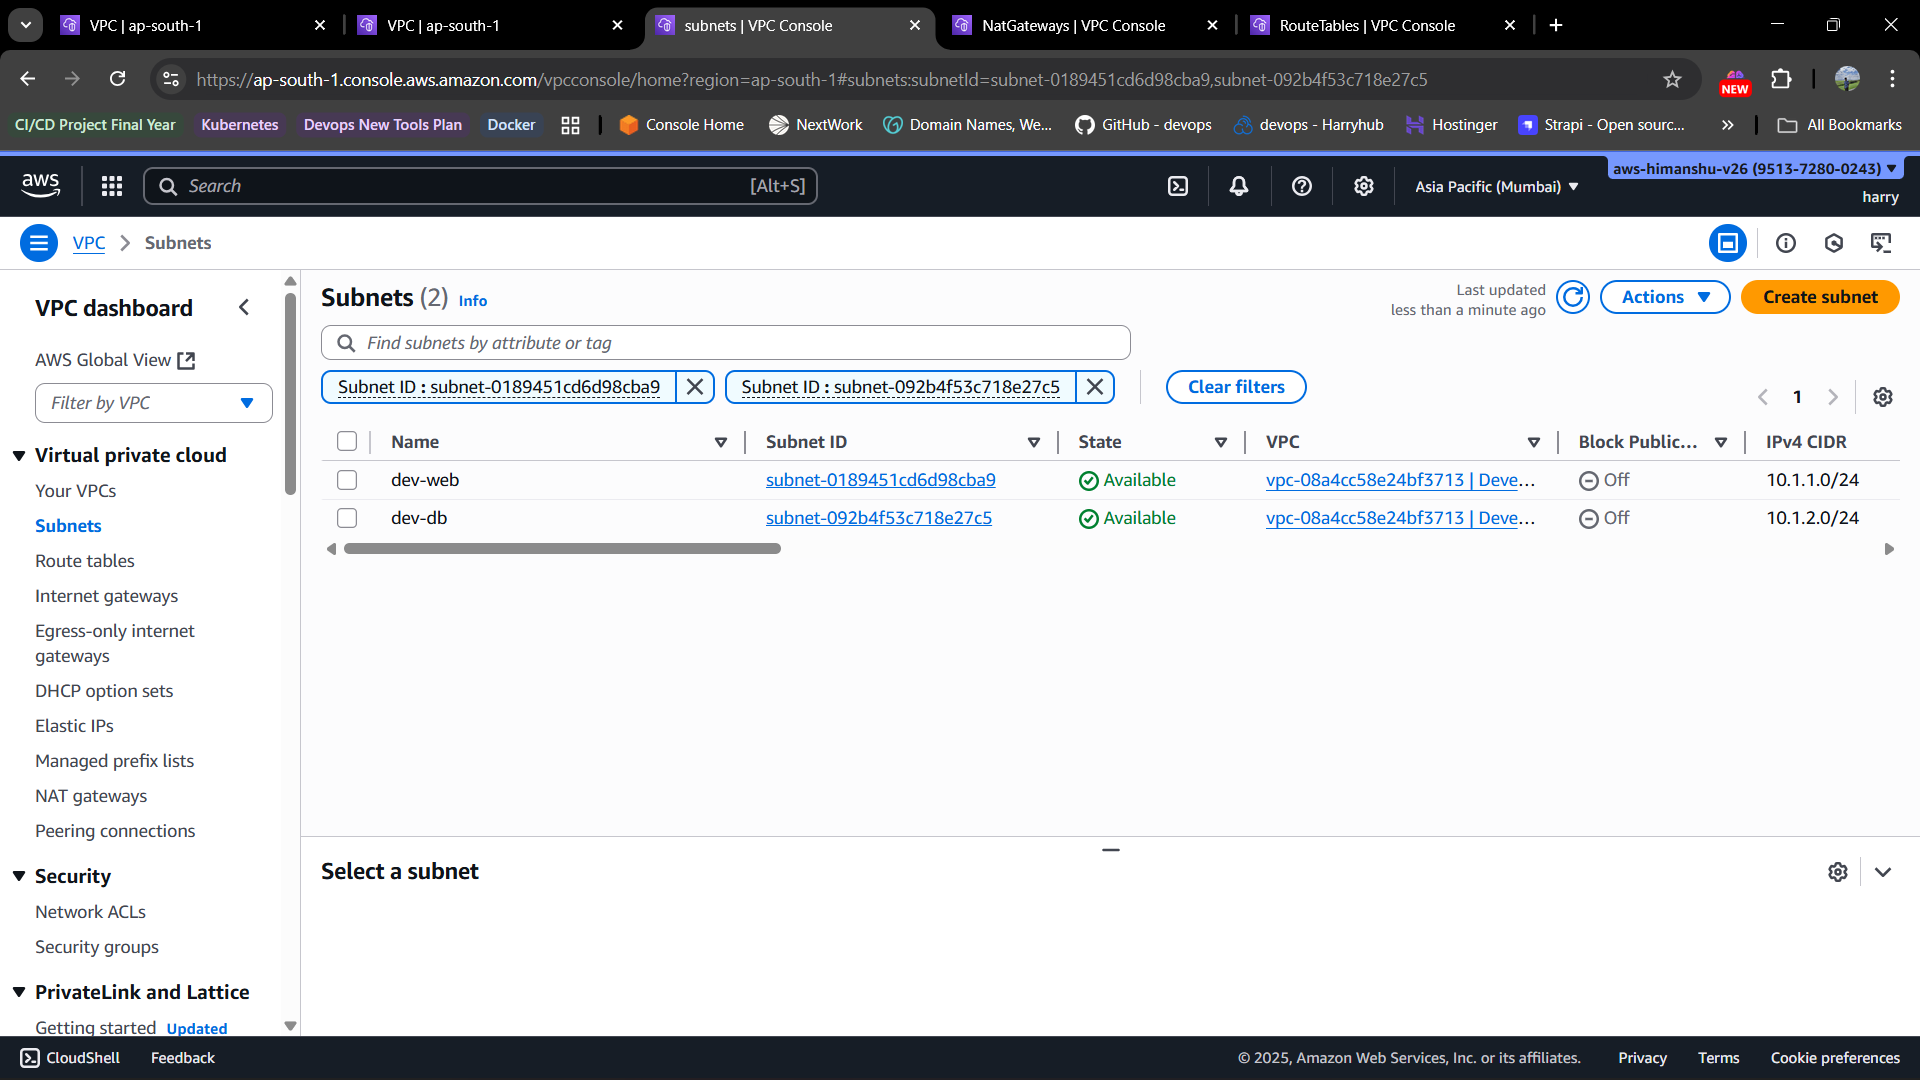 VPC | ap-south-1
VPC | ap-south-1
subnets | VPC Console
NatGateways | VPC Console
RouteTables | VPC Console
https://ap-south-1.console.aws.amazon.com/vpcconsole/home?region=ap-south-1#subnets:subnetId=subnet-0189451cd6d98cba9,subnet-092b4f53c718e27c5
NEW
CI/CD Project Final Year
Kubernetes
Devops New Tools Plan
Docker
Console Home
NextWork
Domain Names, We...
GitHub - devops
devops - Harryhub
Hostinger
Strapi - Open sourc...
All Bookmarks
aws
Search
[Alt+S]
Asia Pacific (Mumbai)
aws-himanshu-v26 (9513-7280-0243)
harry
VPC
Subnets
VPC dashboard
AWS Global View
Filter by VPC
Virtual private cloud
Your VPCs
Subnets
Route tables
Internet gateways
Egress-only internet
gateways
DHCP option sets
Elastic IPs
Managed prefix lists
NAT gateways
Peering connections
Security
Network ACLs
Security groups
PrivateLink and Lattice
Getting started Updated
Subnets (2) Info
Last updated
less than a minute ago
Actions
Create subnet
Find subnets by attribute or tag
Subnet ID : subnet-0189451cd6d98cba9
Subnet ID : subnet-092b4f53c718e27c5
Clear filters
1
Name Subnet ID State VPC Block Public... IPv4 CIDR
dev-web subnet-0189451cd6d98cba9 Available vpc-08a4cc58e24bf3713 | Deve... Off 10.1.1.0/24
dev-db subnet-092b4f53c718e27c5 Available vpc-08a4cc58e24bf3713 | Deve... Off 10.1.2.0/24
Select a subnet
CloudShell
Feedback
© 2025, Amazon Web Services, Inc. or its affiliates.
Privacy
Terms
Cookie preferences